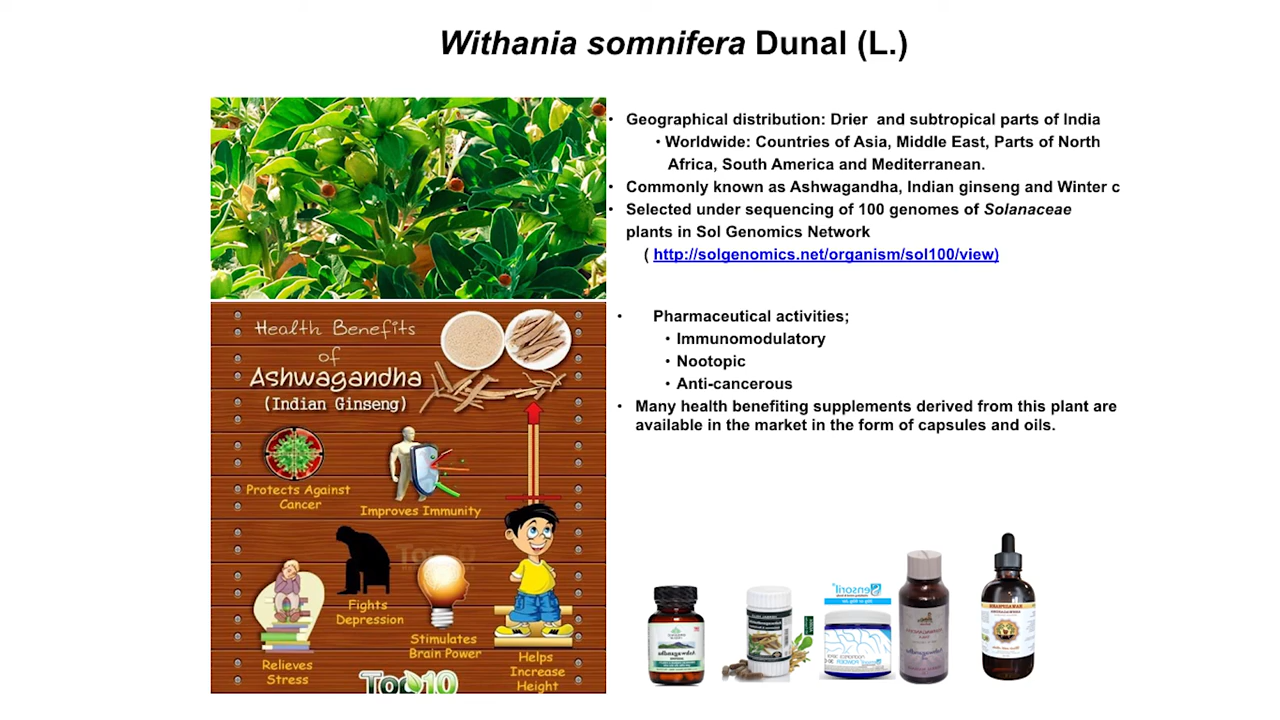 Withania somnifera Dunal (L.)
• Geographical distribution: Drier and subtropical parts of India
• Worldwide: Countries of Asia, Middle East, Parts of North
Africa, South America and Mediterranean.
• Commonly known as Ashwagandha, Indian ginseng and Winter c
• Selected under sequencing of 100 genomes of Solanaceae
plants in Sol Genomics Network
( http://solgenomics.net/organism/sol100/view)
• Pharmaceutical activities;
• Immunomodulatory
• Nootopic
• Anti-cancerous
• Many health benefiting supplements derived from this plant are
available in the market in the form of capsules and oils.
Health Benefits
of
Ashwagandha
(Indian Ginseng)
Protects Against
Cancer
Improves Immunity
Fights
Depression
Stimulates
Brain Power
Relieves
Stress
Helps
Increase
Height
Top10
Sensoril